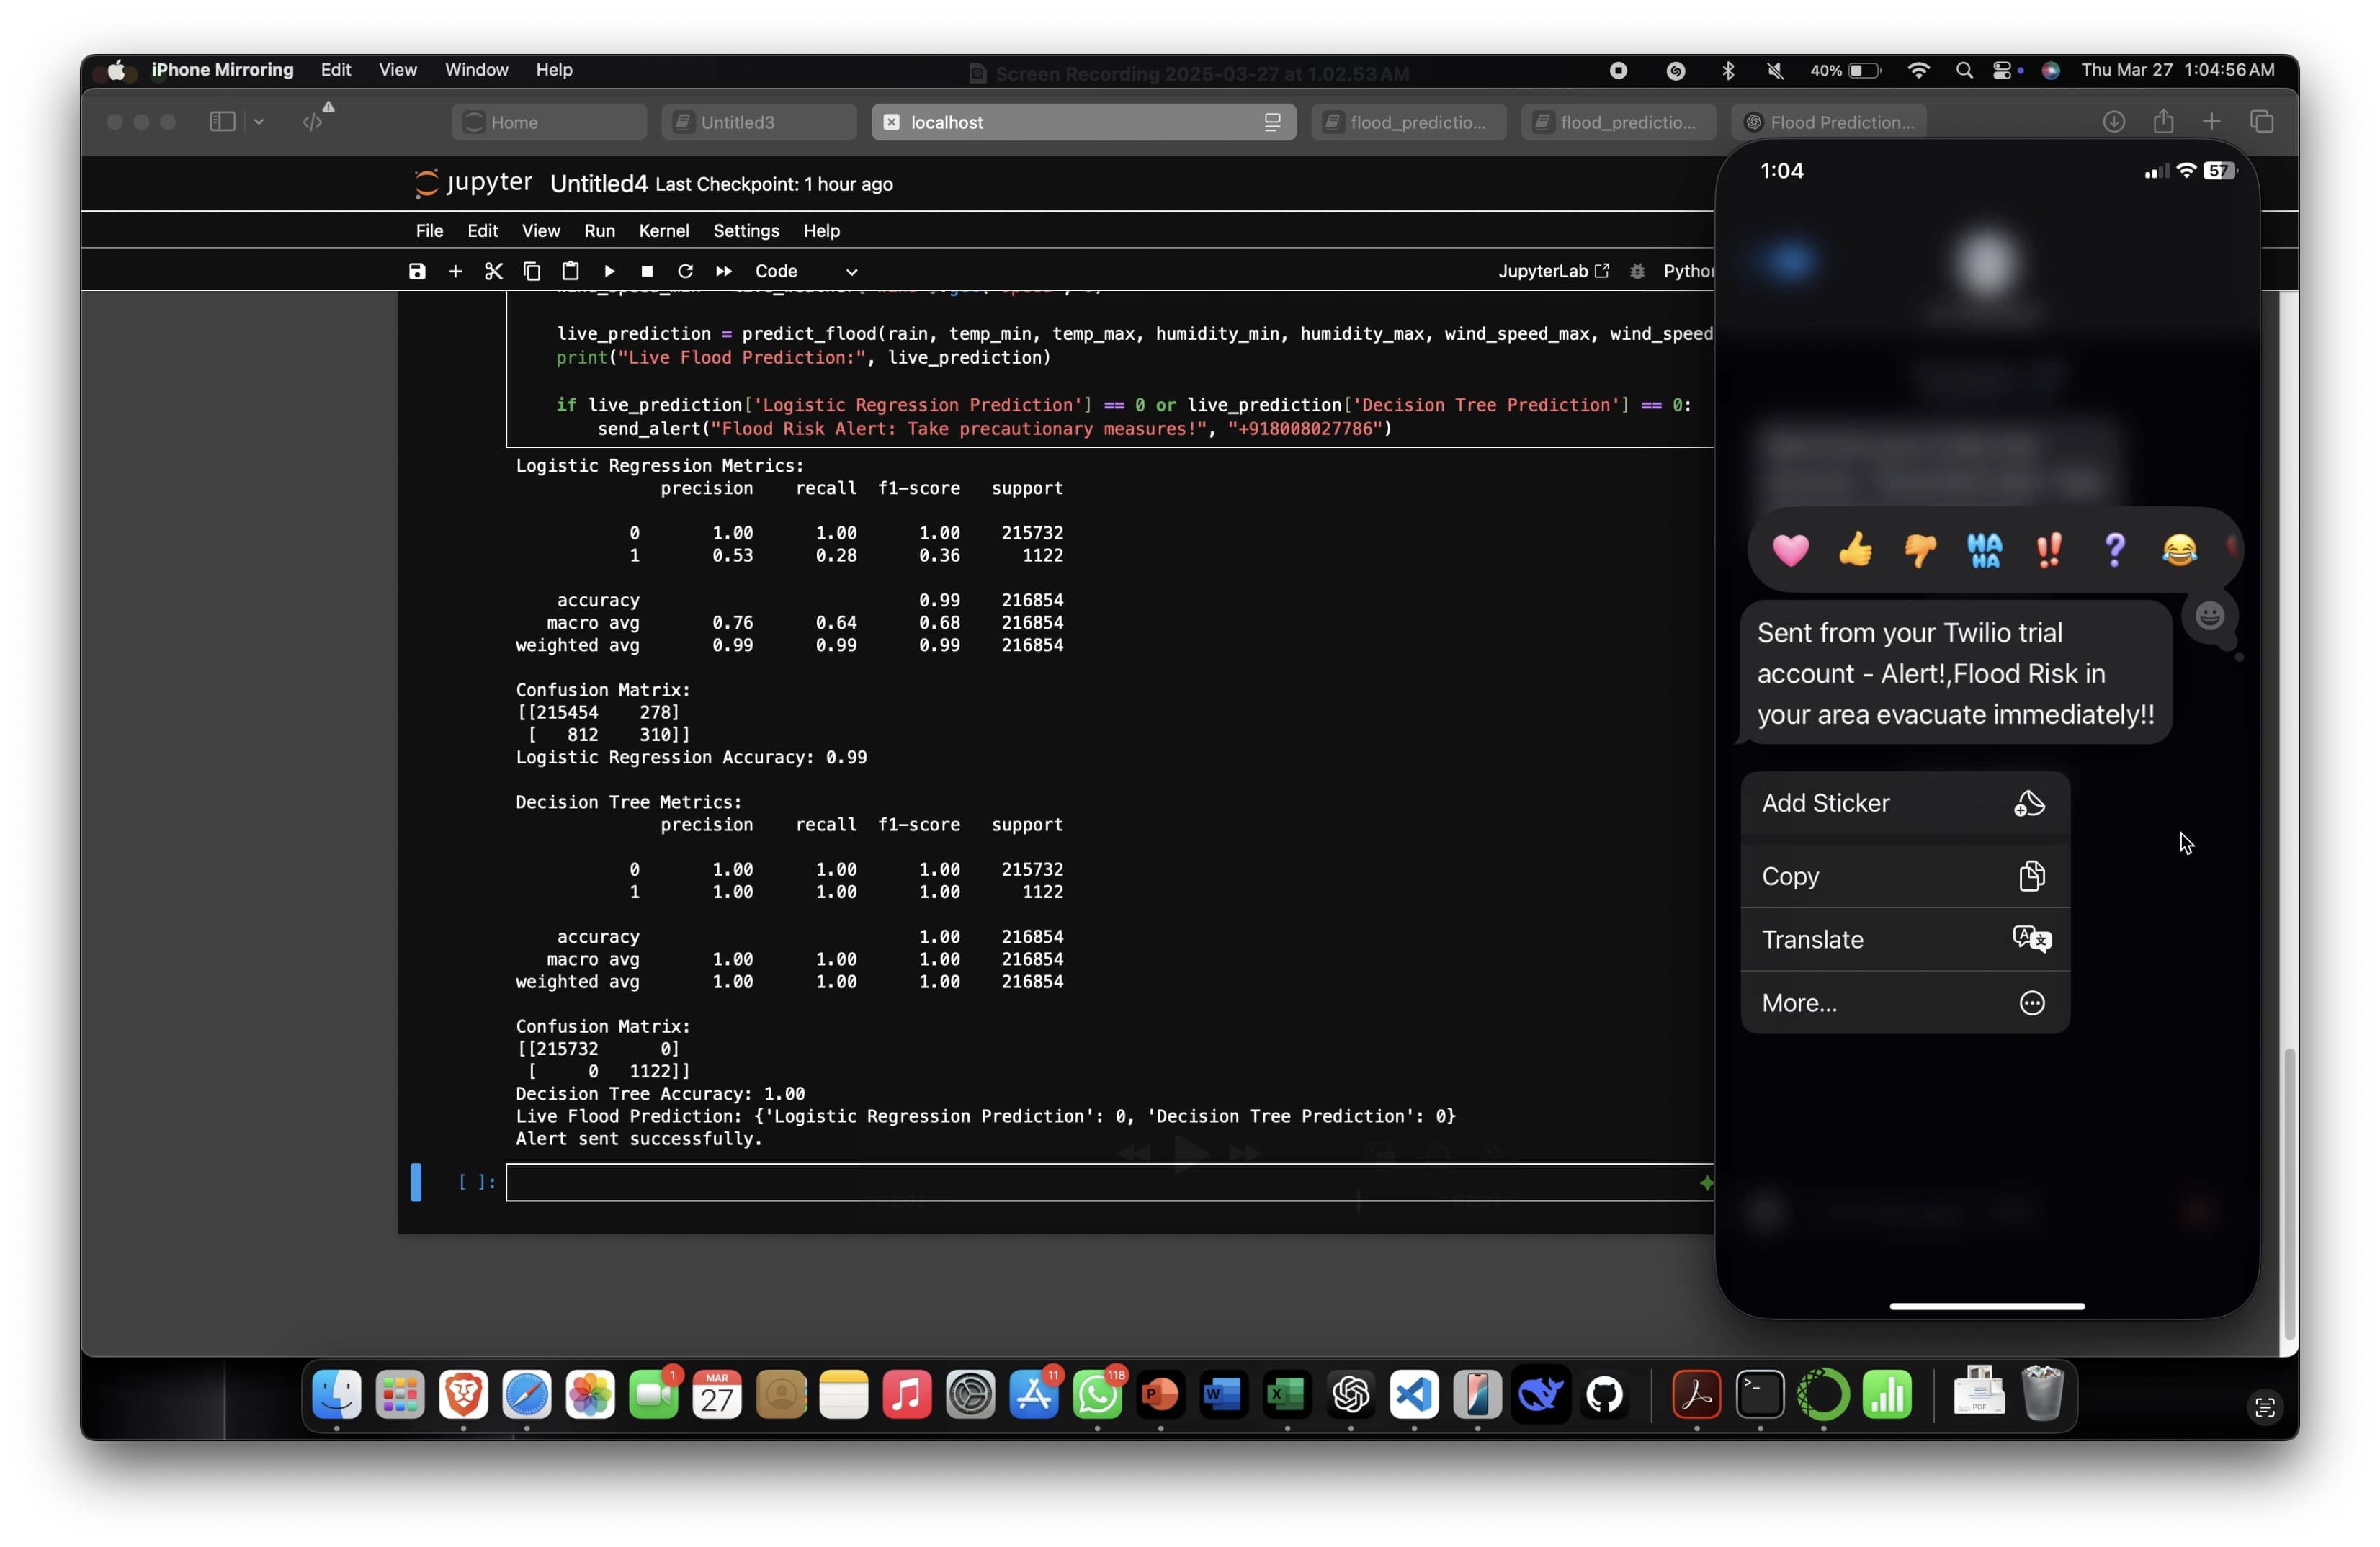 iPhone Mirroring Edit View Window Help
Screen Recording 2025-03-27 at 1.02.53 AM
40% Thu Mar 27 1:04:56 AM
Home Untitled3 localhost flood_predictio... flood_predictio... Flood Prediction...
jupyter Untitled4 Last Checkpoint: 1 hour ago
File Edit View Run Kernel Settings Help
Code JupyterLab Python
live_prediction = predict_flood(rain, temp_min, temp_max, humidity_min, humidity_max, wind_speed_max, wind_speed
print("Live Flood Prediction:", live_prediction)
if live_prediction['Logistic Regression Prediction'] == 0 or live_prediction['Decision Tree Prediction'] == 0:
send_alert("Flood Risk Alert: Take precautionary measures!", "+918008027786")
Logistic Regression Metrics:
precision recall f1-score support
0 1.00 1.00 1.00 215732
1 0.53 0.28 0.36 1122
accuracy 0.99 216854
macro avg 0.76 0.64 0.68 216854
weighted avg 0.99 0.99 0.99 216854
Confusion Matrix:
[[215454 278]
[ 812 310]]
Logistic Regression Accuracy: 0.99
Decision Tree Metrics:
precision recall f1-score support
0 1.00 1.00 1.00 215732
1 1.00 1.00 1.00 1122
accuracy 1.00 216854
macro avg 1.00 1.00 1.00 216854
weighted avg 1.00 1.00 1.00 216854
Confusion Matrix:
[[215732 0]
[ 0 1122]]
Decision Tree Accuracy: 1.00
Live Flood Prediction: {'Logistic Regression Prediction': 0, 'Decision Tree Prediction': 0}
Alert sent successfully.
[ ]:
1:04
57
HA HA !! ?
Sent from your Twilio trial
account - Alert!,Flood Risk in
your area evacuate immediately!!
Add Sticker
Copy
Translate
More...
1
MAR
27
11
118
P
W
X
PDF